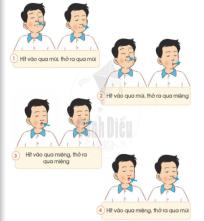 1 Hít vào qua mũi, thở ra qua mũi
2 Hít vào qua mũi, thở ra qua miệng
3 Hít vào qua miệng, thở ra
qua miệng
4 Hít vào qua miệng, thở ra qua mũi